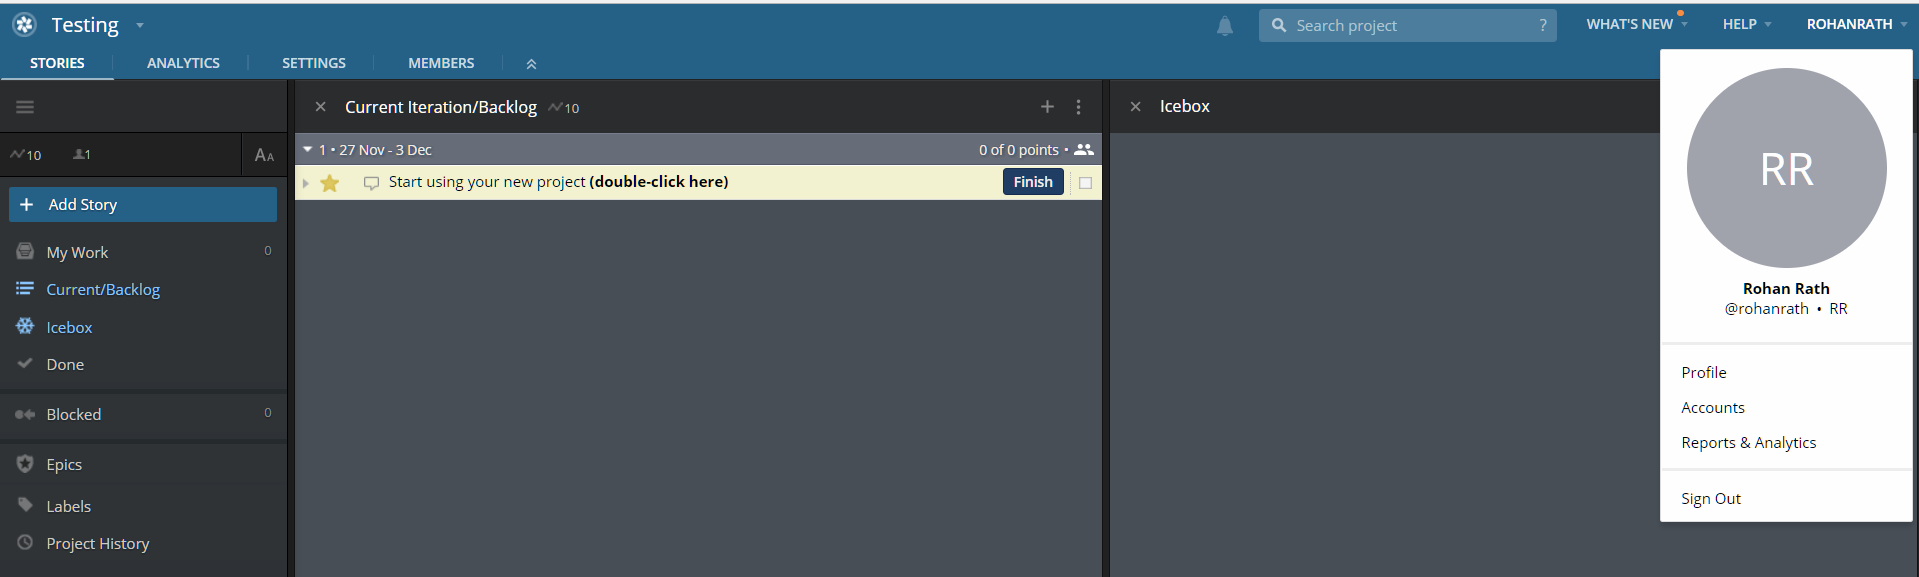 Testing
Search project ?
WHAT'S NEW
HELP
ROHANRATH
STORIES
ANALYTICS
SETTINGS
MEMBERS
10
1
AA
+ Add Story
My Work 0
Current/Backlog
Icebox
Done
Blocked 0
Epics
Labels
Project History
Current Iteration/Backlog 10
1 • 27 Nov - 3 Dec
0 of 0 points •
Start using your new project (double-click here)
Finish
Icebox
RR
Rohan Rath
@rohanrath • RR
Profile
Accounts
Reports & Analytics
Sign Out